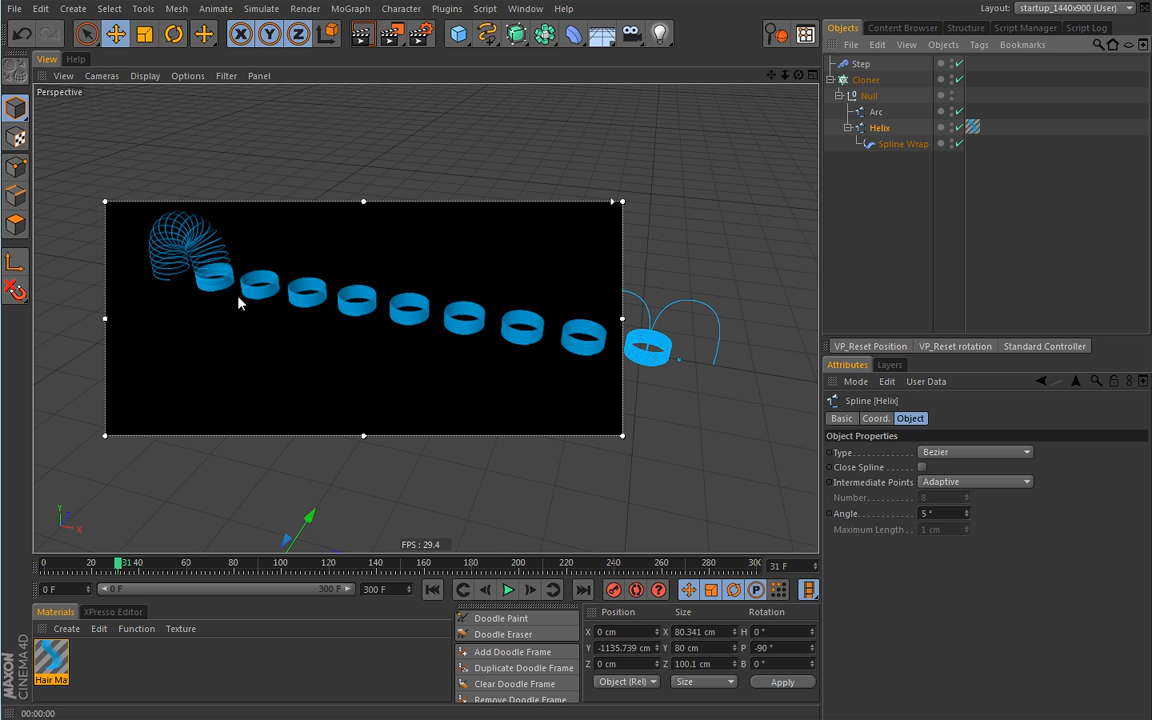 File Edit Create Select Tools Mesh Animate Simulate Render MoGraph Character Plugins Script Window Help Layout: startup_1440x900 (User)
X Y Z
Objects Content Browser Structure Script Manager Script Log
File Edit View Objects Tags Bookmarks
View Help
View Cameras Display Options Filter Panel
Perspective
Step
Cloner
Null
Arc
Helix
Spline Wrap
VP_Reset Position VP_Reset rotation Standard Controller
Attributes Layers
Mode Edit User Data
Spline [Helix]
Basic Coord. Object
Object Properties
Type Bezier
Close Spline
Intermediate Points Adaptive
Number 8
Angle 5 °
Maximum Length 1 cm
Y
X
FPS : 29.4
0 20 31 40 60 80 100 120 140 160 180 200 220 240 260 280 30( 31 F
0 F 0 F 300 F 300 F
P
Materials XPresso Editor
Create Edit Function Texture
Hair Ma
Doodle Paint
Doodle Eraser
Add Doodle Frame
Duplicate Doodle Frame
Clear Doodle Frame
Remove Doodle Frame
Position Size Rotation
X 0 cm X 80.341 cm H 0 °
Y -1135.739 cm Y 80 cm P -90 °
Z 0 cm Z 100.1 cm B 0 °
Object (Rel) Size Apply
MAXON
CINEMA 4D
00:00:00